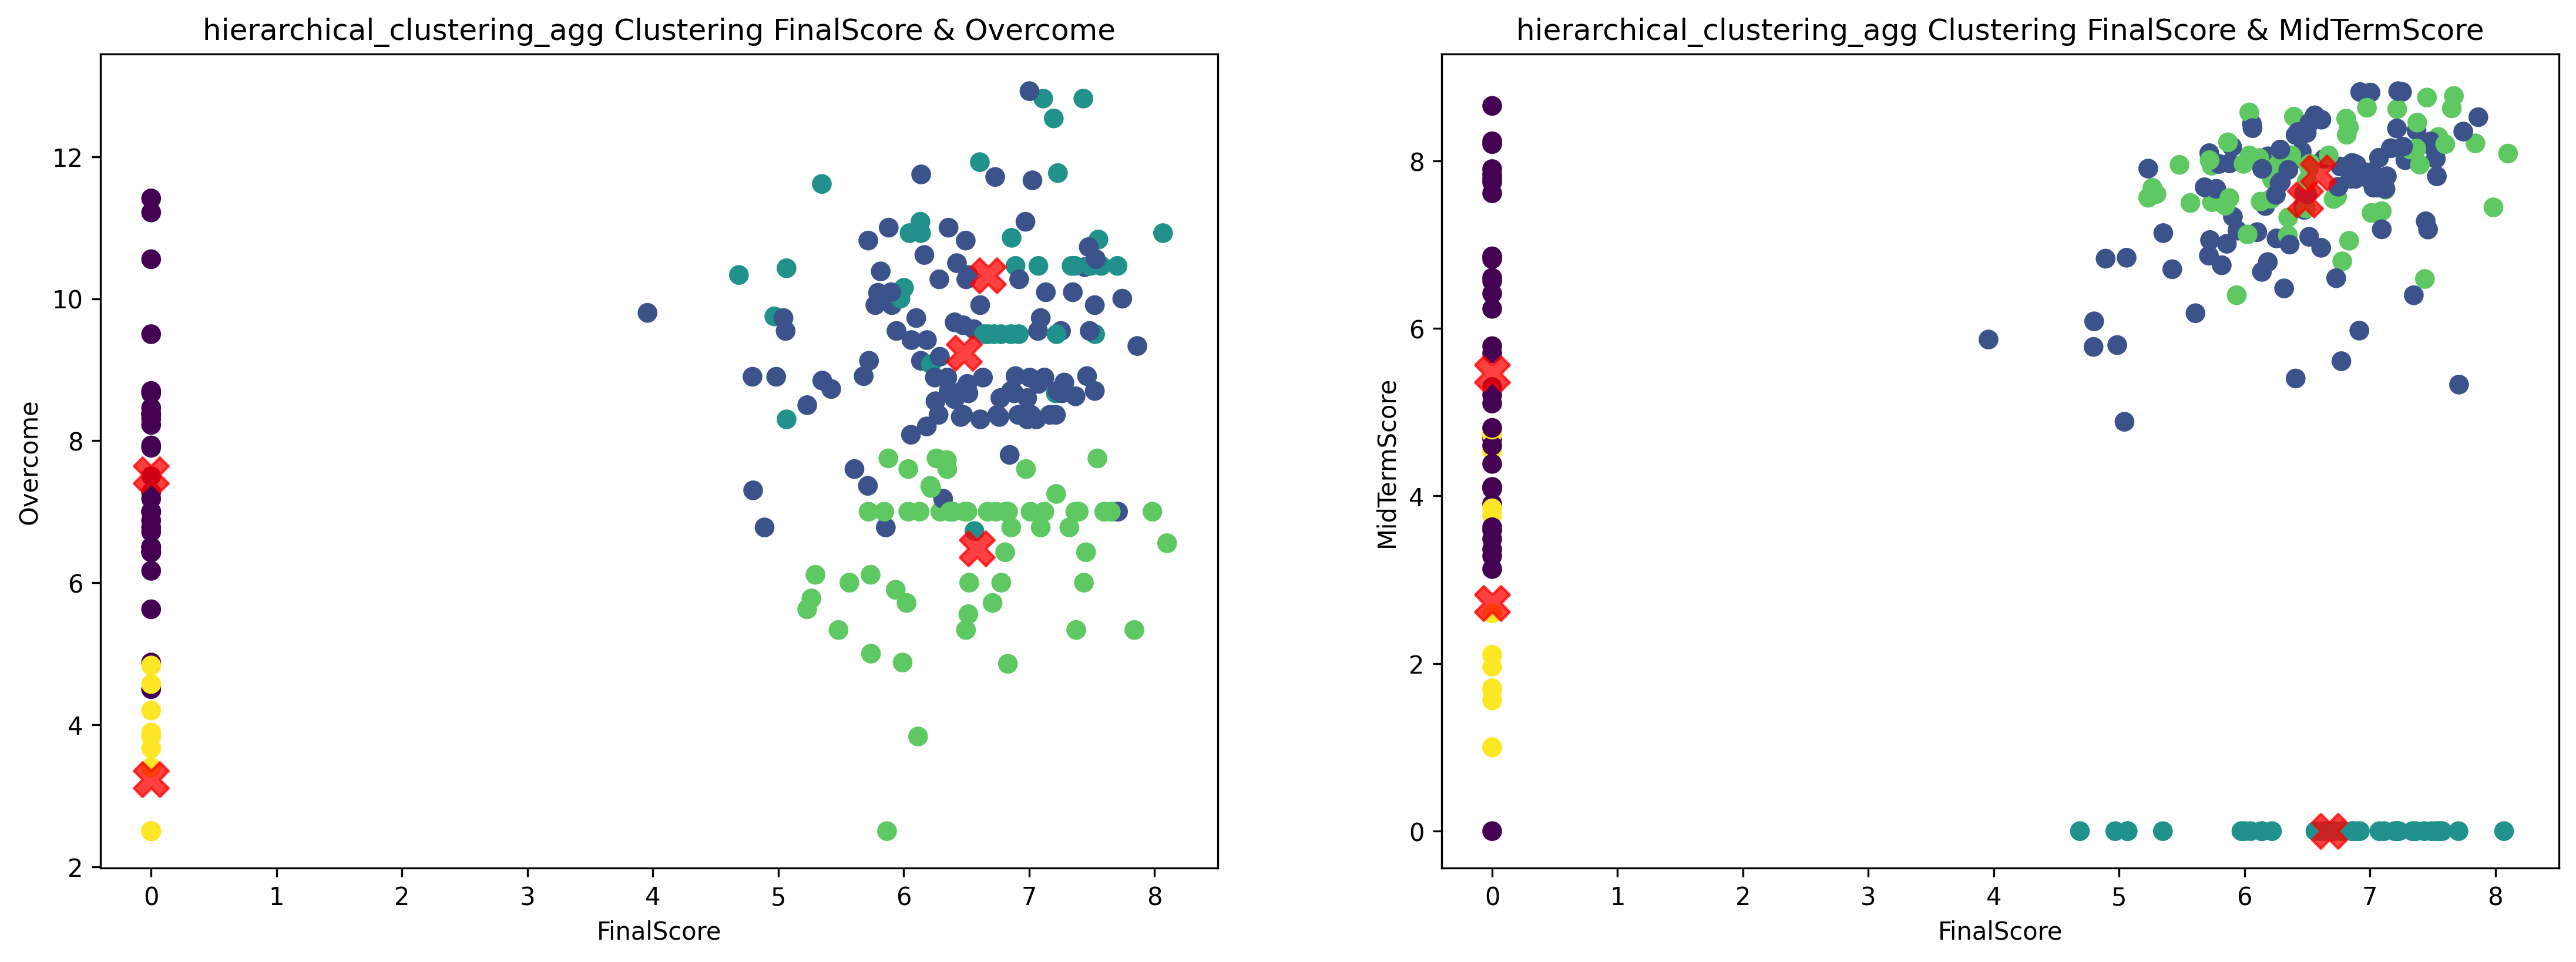 hierarchical_clustering_agg Clustering FinalScore & Overcome
12
10
8
6
4
2
Overcome
0 1 2 3 4 5 6 7 8
FinalScore
hierarchical_clustering_agg Clustering FinalScore & MidTermScore
8
6
4
2
0
MidTermScore
0 1 2 3 4 5 6 7 8
FinalScore